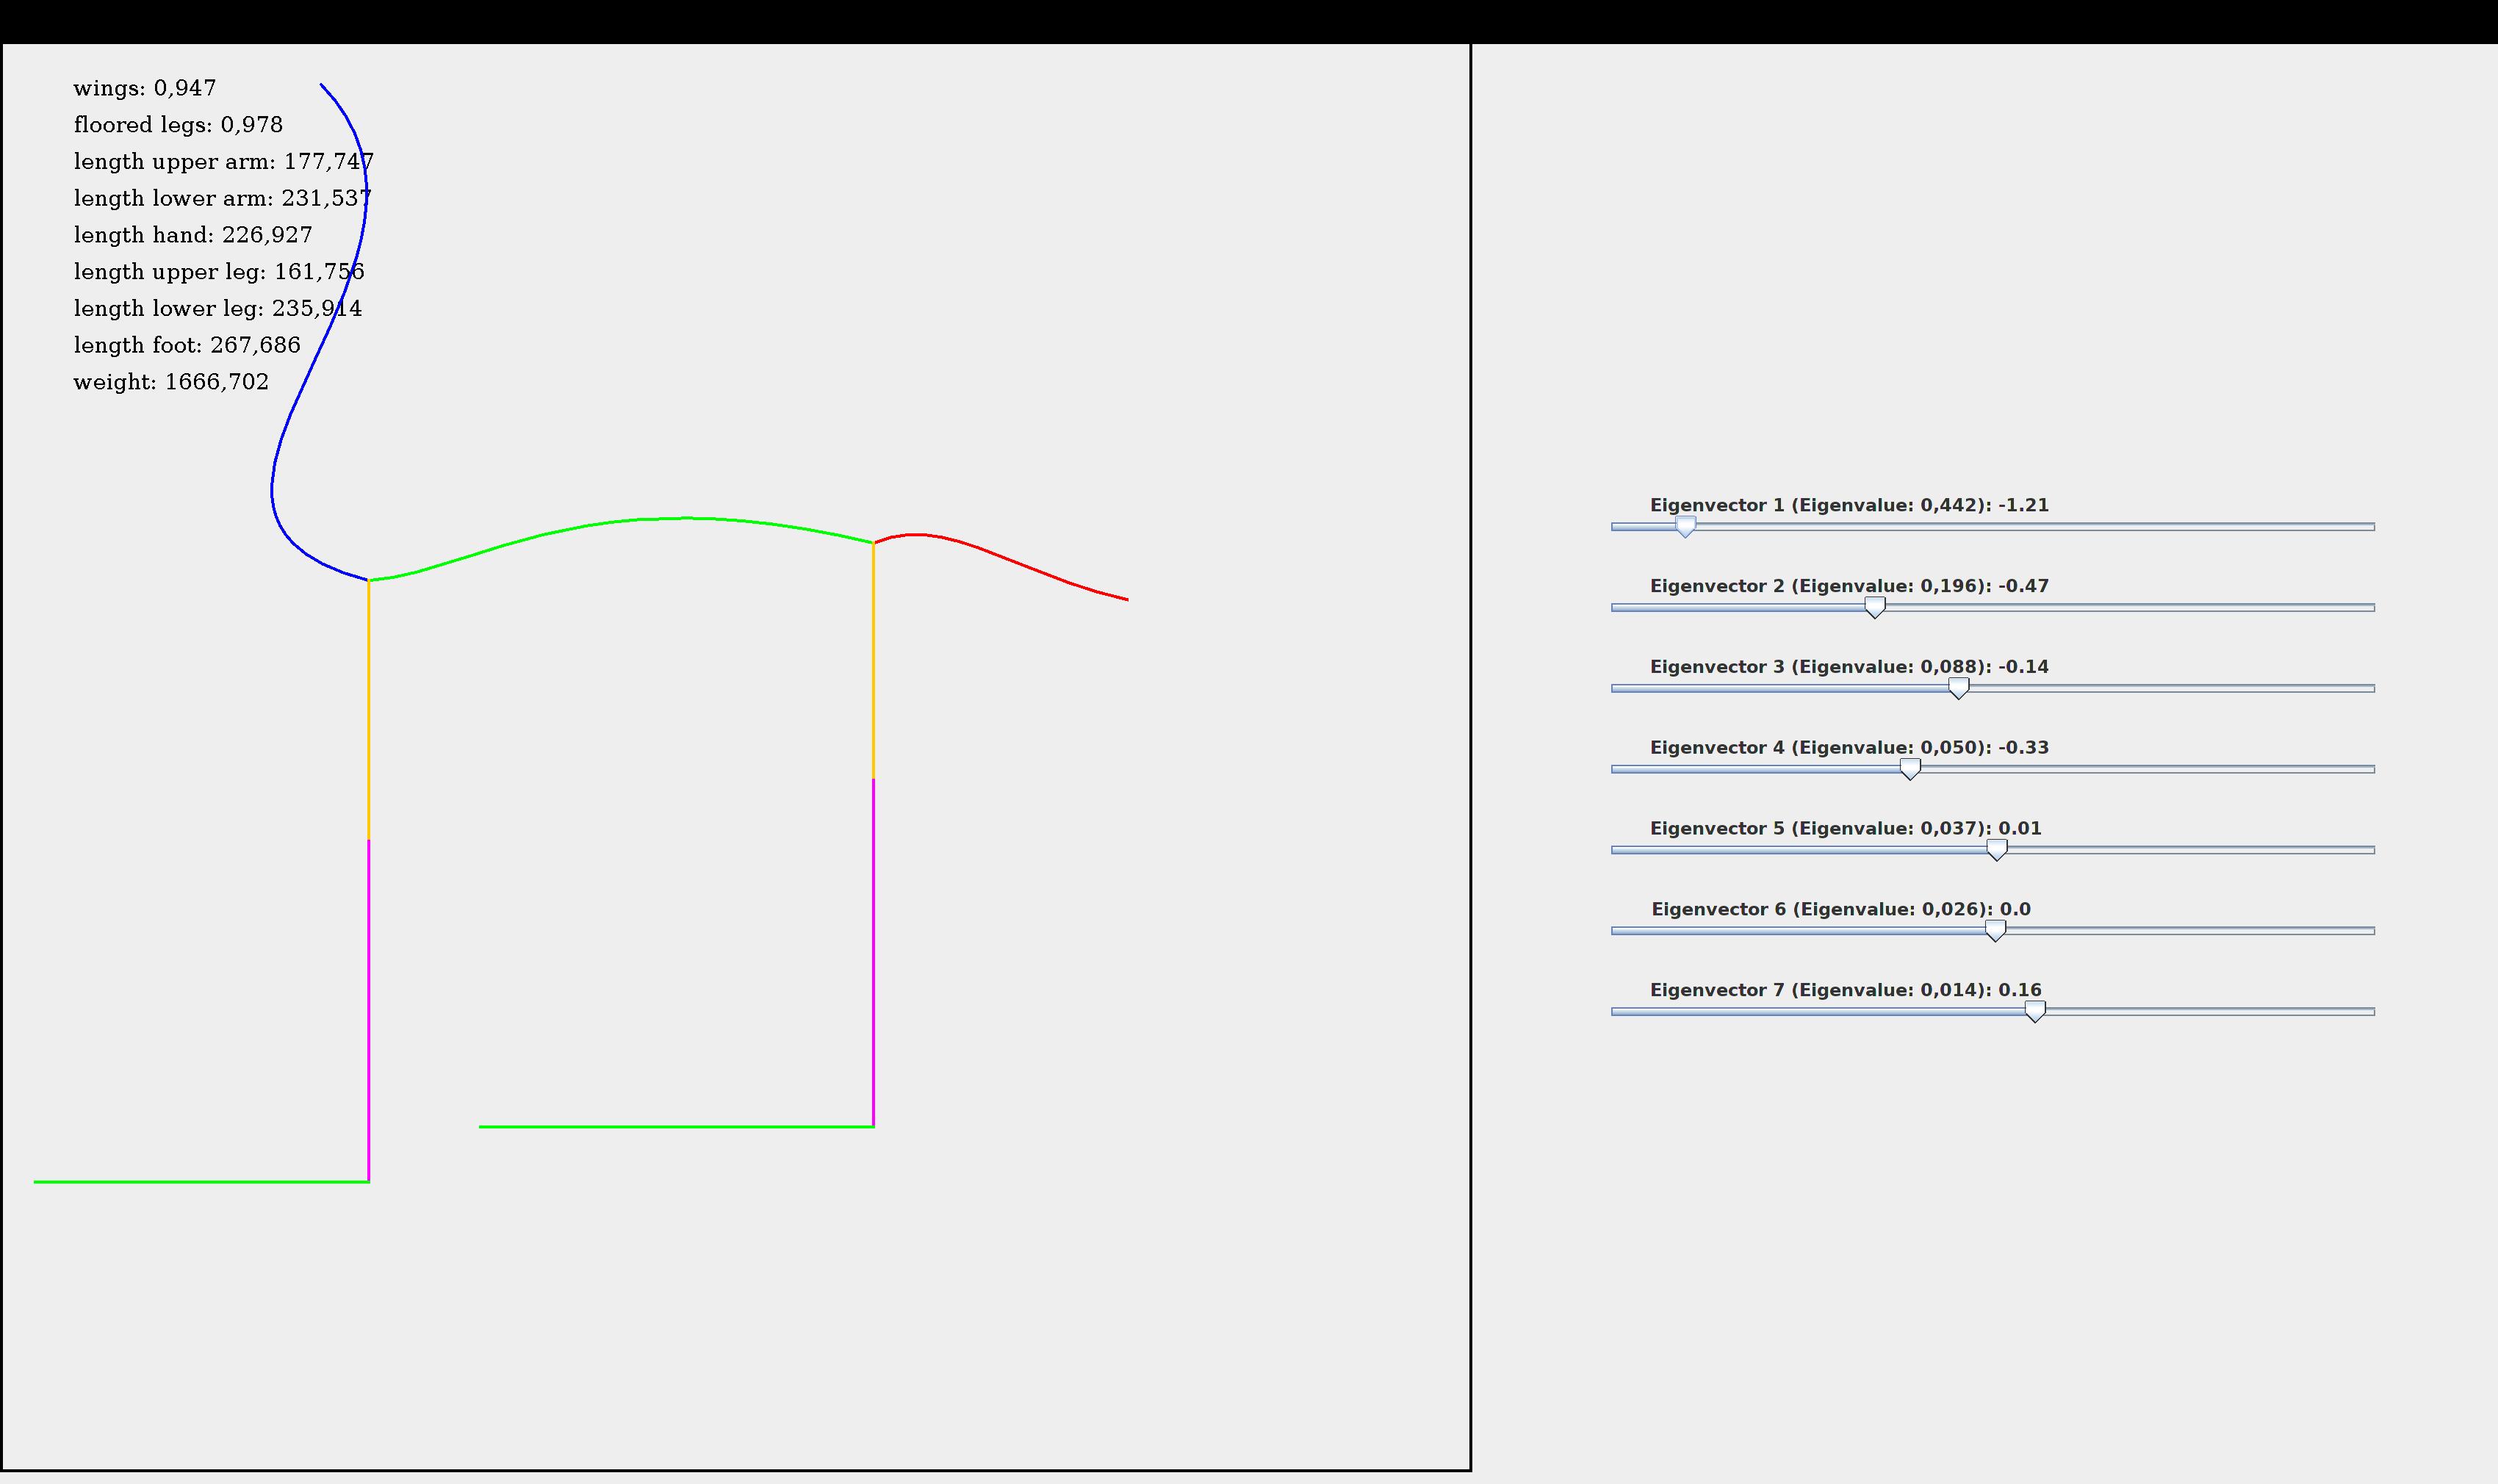 wings: 0,947
floored legs: 0,978
length upper arm: 177,747
length lower arm: 231,537
length hand: 226,927
length upper leg: 161,756
length lower leg: 235,914
length foot: 267,686
weight: 1666,702
Eigenvector 1 (Eigenvalue: 0,442): -1.21
Eigenvector 2 (Eigenvalue: 0,196): -0.47
Eigenvector 3 (Eigenvalue: 0,088): -0.14
Eigenvector 4 (Eigenvalue: 0,050): -0.33
Eigenvector 5 (Eigenvalue: 0,037): 0.01
Eigenvector 6 (Eigenvalue: 0,026): 0.0
Eigenvector 7 (Eigenvalue: 0,014): 0.16